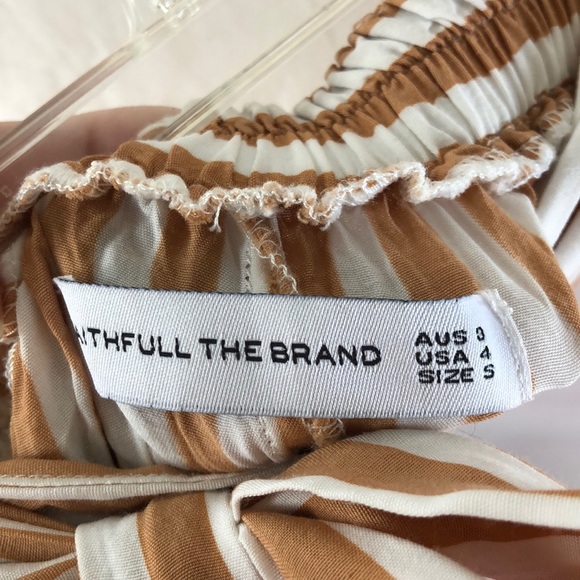 AITHFULL THE BRAND
AUS 8
USA 4
SIZE S